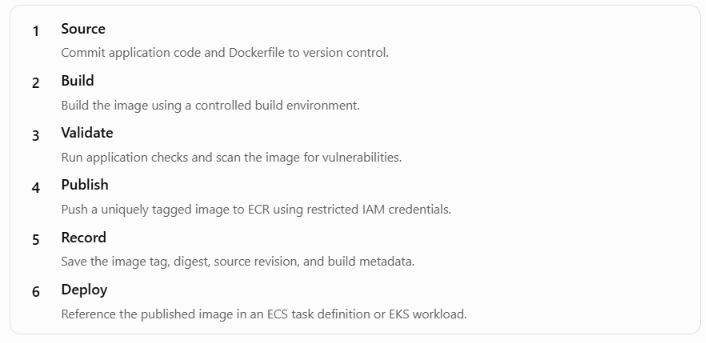 1 Source
Commit application code and Dockerfile to version control.
2 Build
Build the image using a controlled build environment.
3 Validate
Run application checks and scan the image for vulnerabilities.
4 Publish
Push a uniquely tagged image to ECR using restricted IAM credentials.
5 Record
Save the image tag, digest, source revision, and build metadata.
6 Deploy
Reference the published image in an ECS task definition or EKS workload.